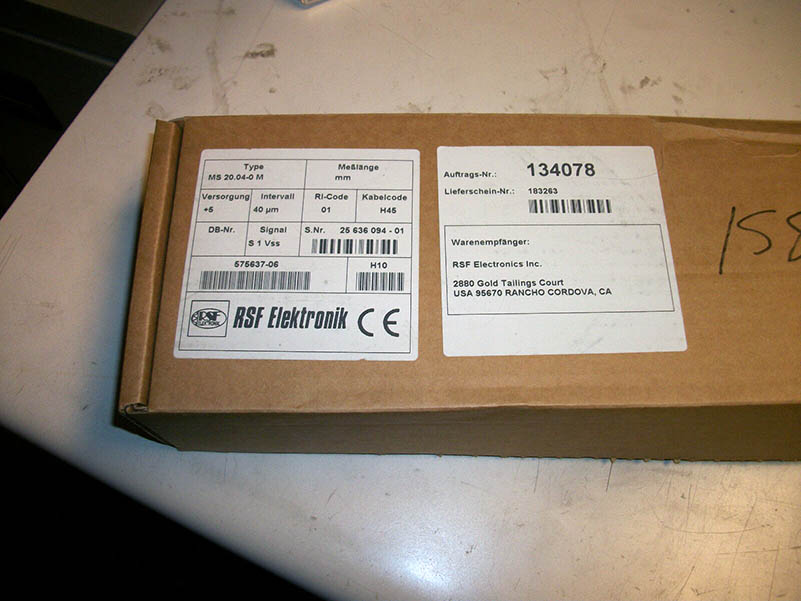 Type
MS 20.04-0 M
Meßlänge
mm
Versorgung
+5
Intervall
40 µm
RI-Code
01
Kabelcode
H45
DB-Nr.
Signal
S 1 Vss
S.Nr. 25 636 094 - 01
575637-06
H10
RSF
ELEKTRONIK
RSF Elektronik CE
Auftrags-Nr.: 134078
Lieferschein-Nr.: 183263
Warenempfänger:
RSF Electronics Inc.
2880 Gold Tailings Court
USA 95670 RANCHO CORDOVA, CA